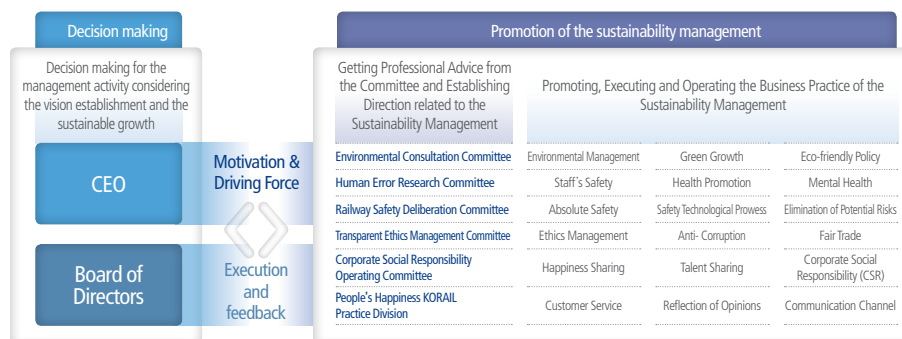 Decision making
Decision making for the
management activity considering
the vision establishment and the
sustainable growth
CEO
Board of
Directors
Motivation &
Driving Force
Execution
and
feedback
Promotion of the sustainability management
Getting Professional Advice from
the Committee and Establishing
Direction related to the
Sustainability Management
Promoting, Executing and Operating the Business Practice of the
Sustainability Management
Environmental Consultation Committee
Environmental Management
Green Growth
Eco-friendly Policy
Human Error Research Committee
Staff's Safety
Health Promotion
Mental Health
Railway Safety Deliberation Committee
Absolute Safety
Safety Technological Prowess
Elimination of Potential Risks
Transparent Ethics Management Committee
Ethics Management
Anti- Corruption
Fair Trade
Corporate Social Responsibility
Operating Committee
Happiness Sharing
Talent Sharing
Corporate Social
Responsibility (CSR)
People's Happiness KORAIL
Practice Division
Customer Service
Reflection of Opinions
Communication Channel